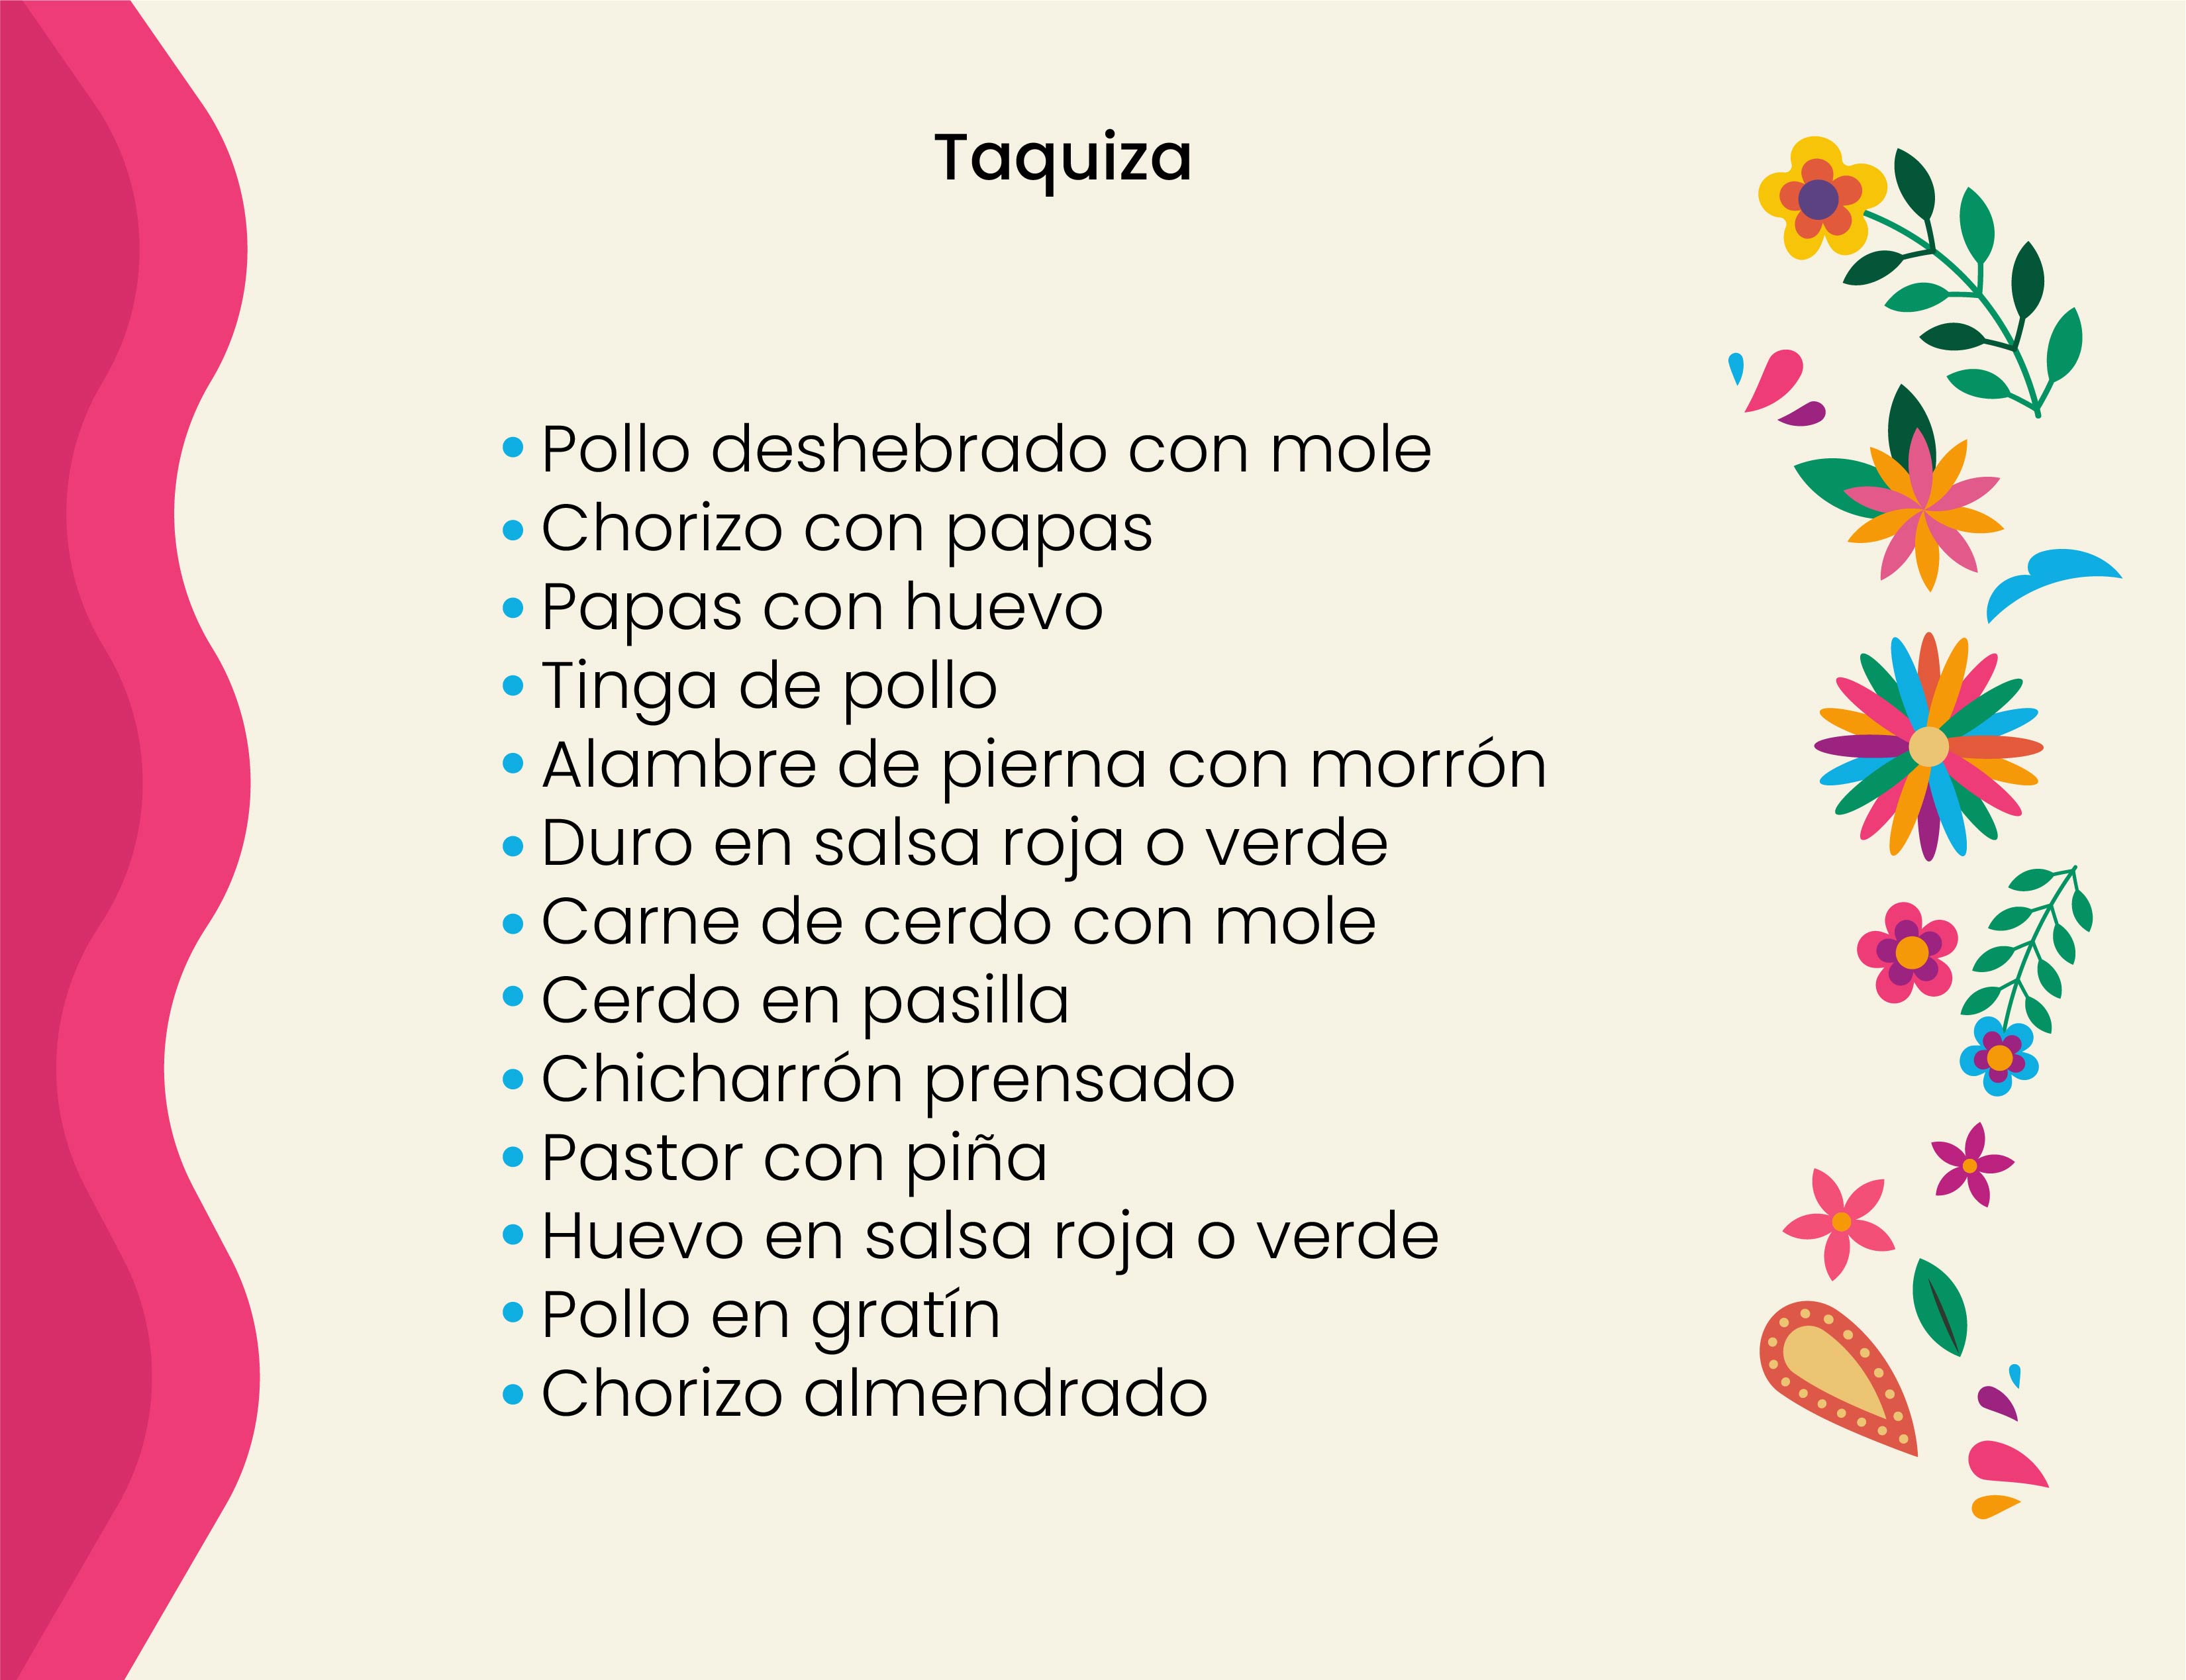 Taquiza
• Pollo deshebrado con mole
• Chorizo con papas
• Papas con huevo
• Tinga de pollo
• Alambre de pierna con morrón
• Duro en salsa roja o verde
• Carne de cerdo con mole
• Cerdo en pasilla
• Chicharrón prensado
• Pastor con piña
• Huevo en salsa roja o verde
• Pollo en gratín
• Chorizo almendrado